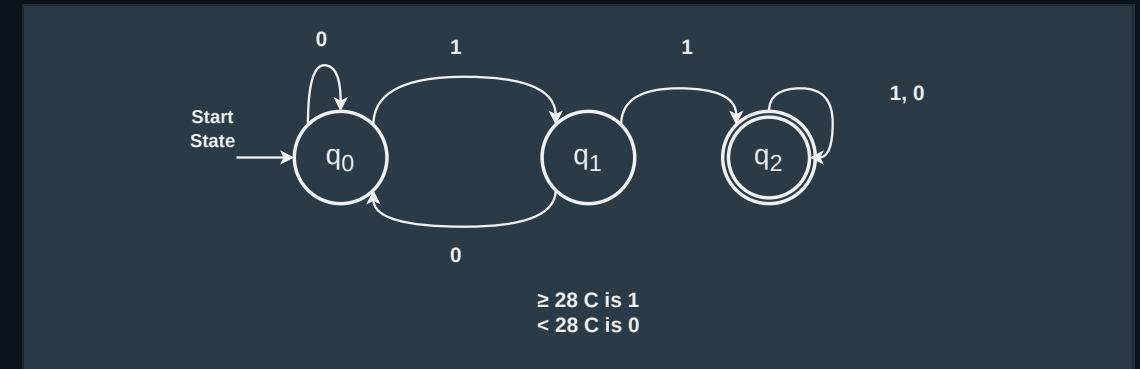 0
1
1
1, 0
Start
State
q0
q1
q2
0
≥ 28 C is 1
< 28 C is 0